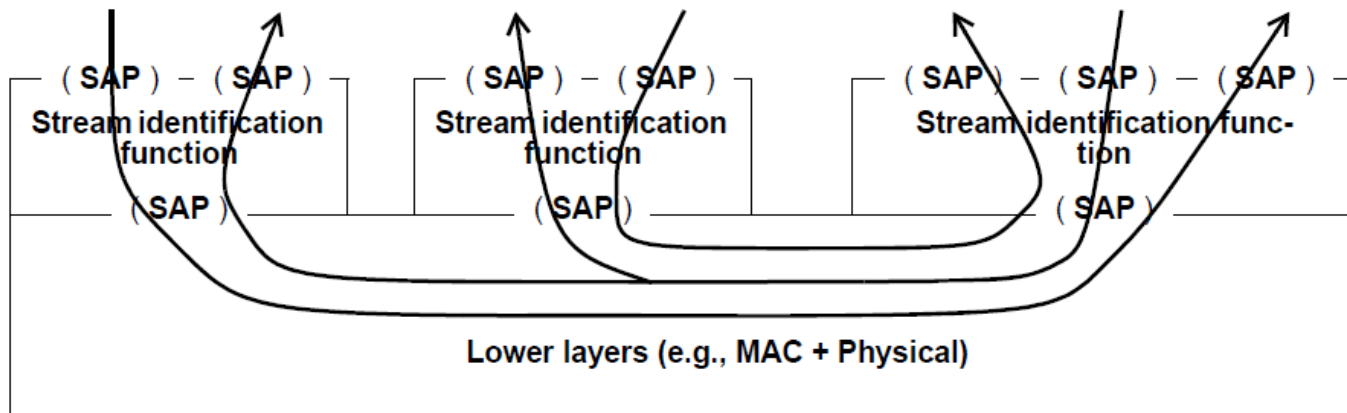 ( SAP ) – ( SAP ) ( SAP ) – ( SAP ) ( SAP ) – ( SAP ) – ( SAP )
Stream identification
function
Stream identification
function
Stream identification func-
tion
( SAP ) ( SAP ) ( SAP )
Lower layers (e.g., MAC + Physical)